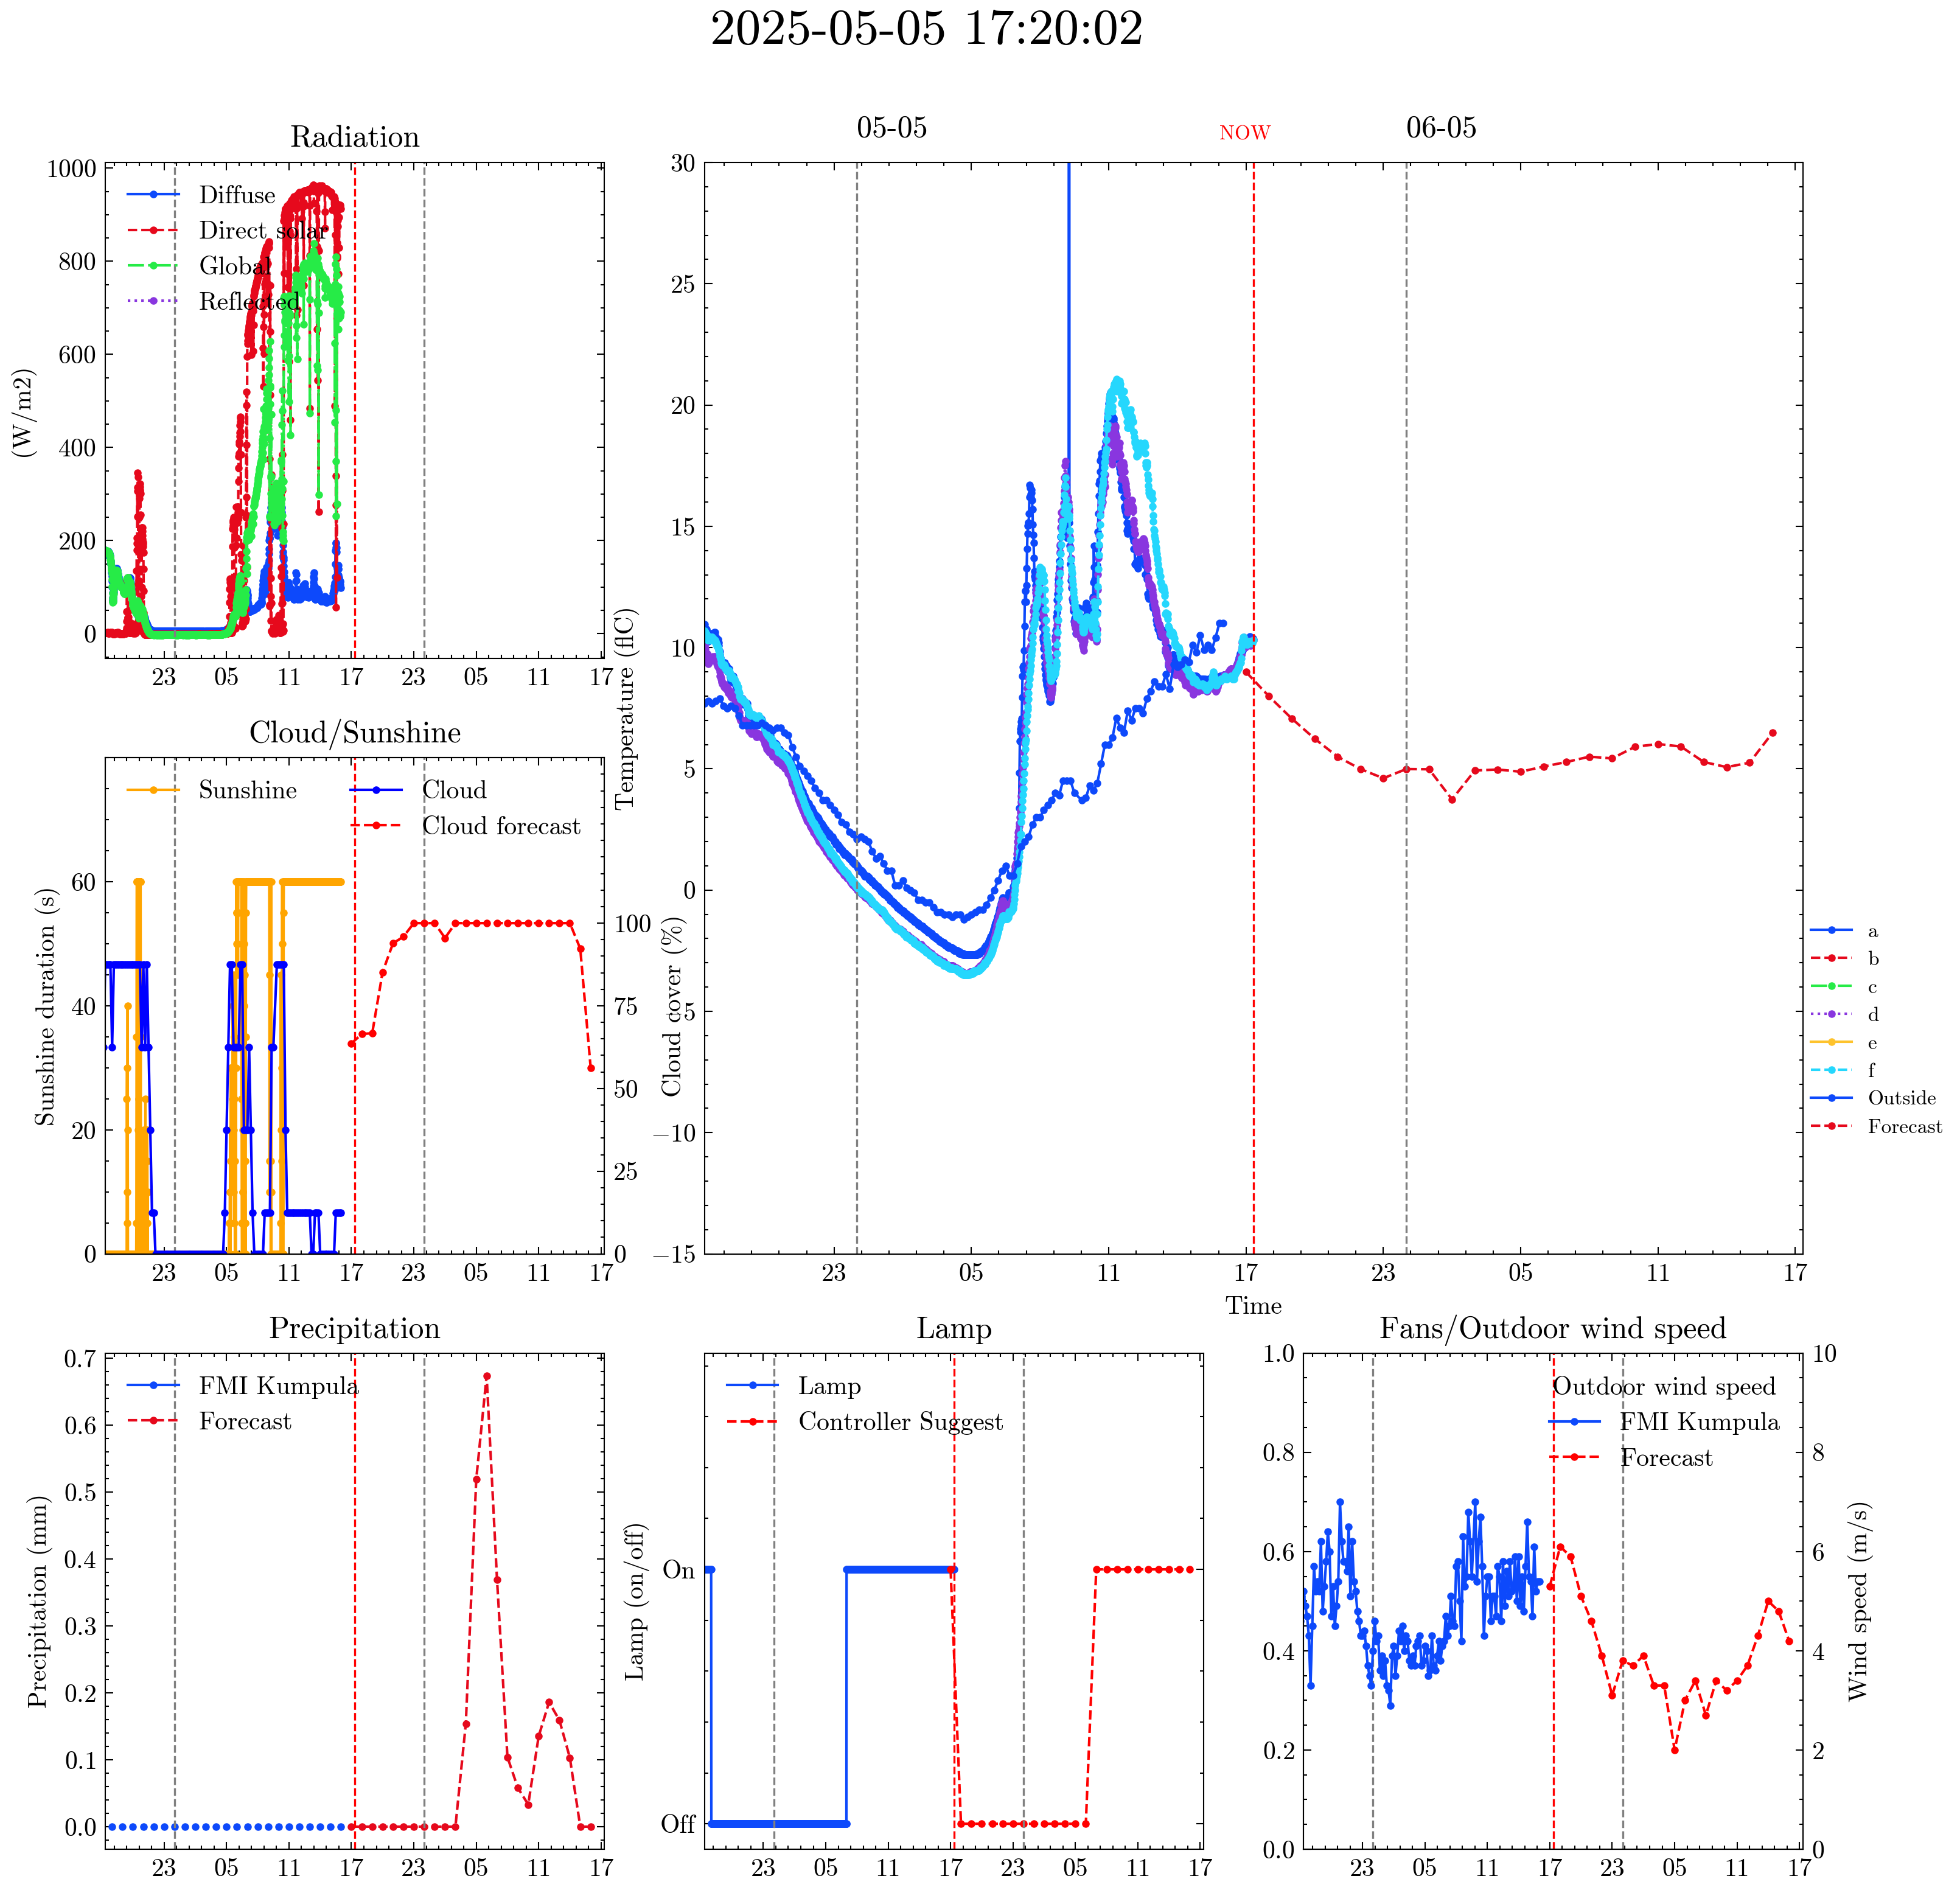 2025-05-05 17:20:02
Radiation
1000
800
600
400
200
0
(W/m2)
Diffuse
Direct solar
Global
Reflected
23 05 11 17 23 05 11 17
05-05
NOW
06-05
30
25
20
15
10
5
0
−5
−10
−15
Temperature (flC)
23 05 11 17 23 05 11 17
Time
a
b
c
d
e
f
Outside
Forecast
Cloud/Sunshine
Sunshine
Cloud
Cloud forecast
60
40
20
0
Sunshine duration (s)
100
75
50
25
0
Cloud cover (%)
23 05 11 17 23 05 11 17
Precipitation
FMI Kumpula
Forecast
0.7
0.6
0.5
0.4
0.3
0.2
0.1
0.0
Precipitation (mm)
23 05 11 17 23 05 11 17
Lamp
Lamp
Controller Suggest
On
Off
Lamp (on/off)
23 05 11 17 23 05 11 17
Fans/Outdoor wind speed
Outdoor wind speed
FMI Kumpula
Forecast
1.0
0.8
0.6
0.4
0.2
0.0
10
8
6
4
2
0
Wind speed (m/s)
23 05 11 17 23 05 11 17